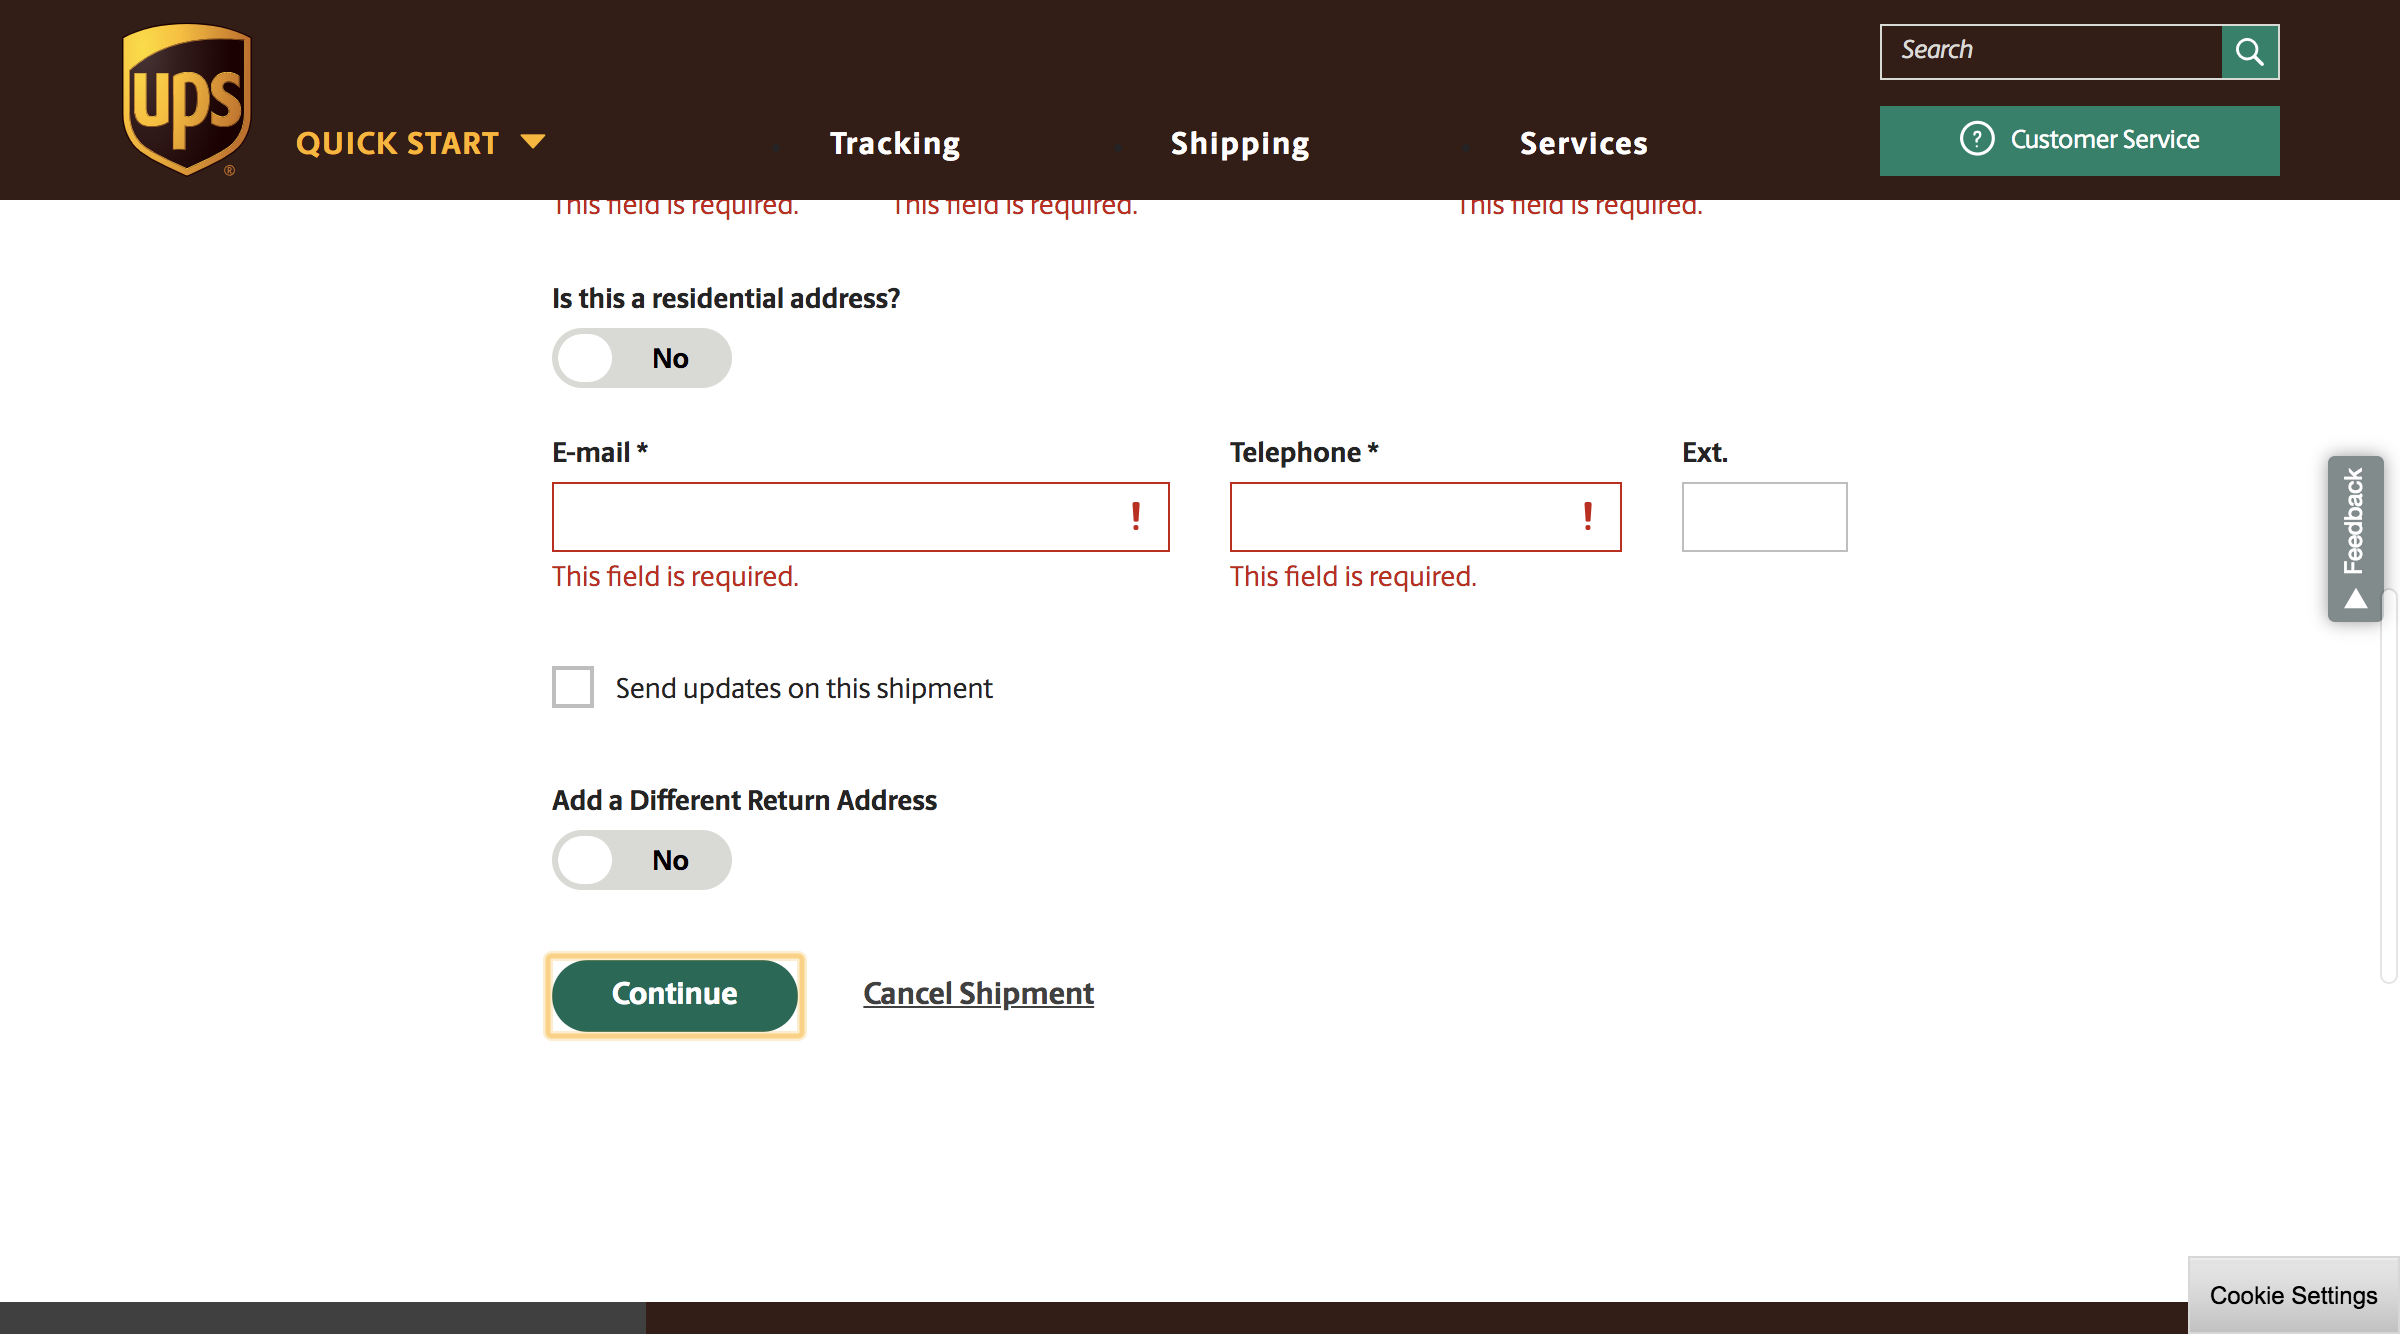 ups
®
QUICK START
Tracking
Shipping
Services
Search
Customer Service
This field is required.
This field is required.
This field is required.
Is this a residential address?
No
E-mail *
Telephone *
Ext.
!
!
This field is required.
This field is required.
Feedback
Send updates on this shipment
Add a Different Return Address
No
Continue
Cancel Shipment
Cookie Settings